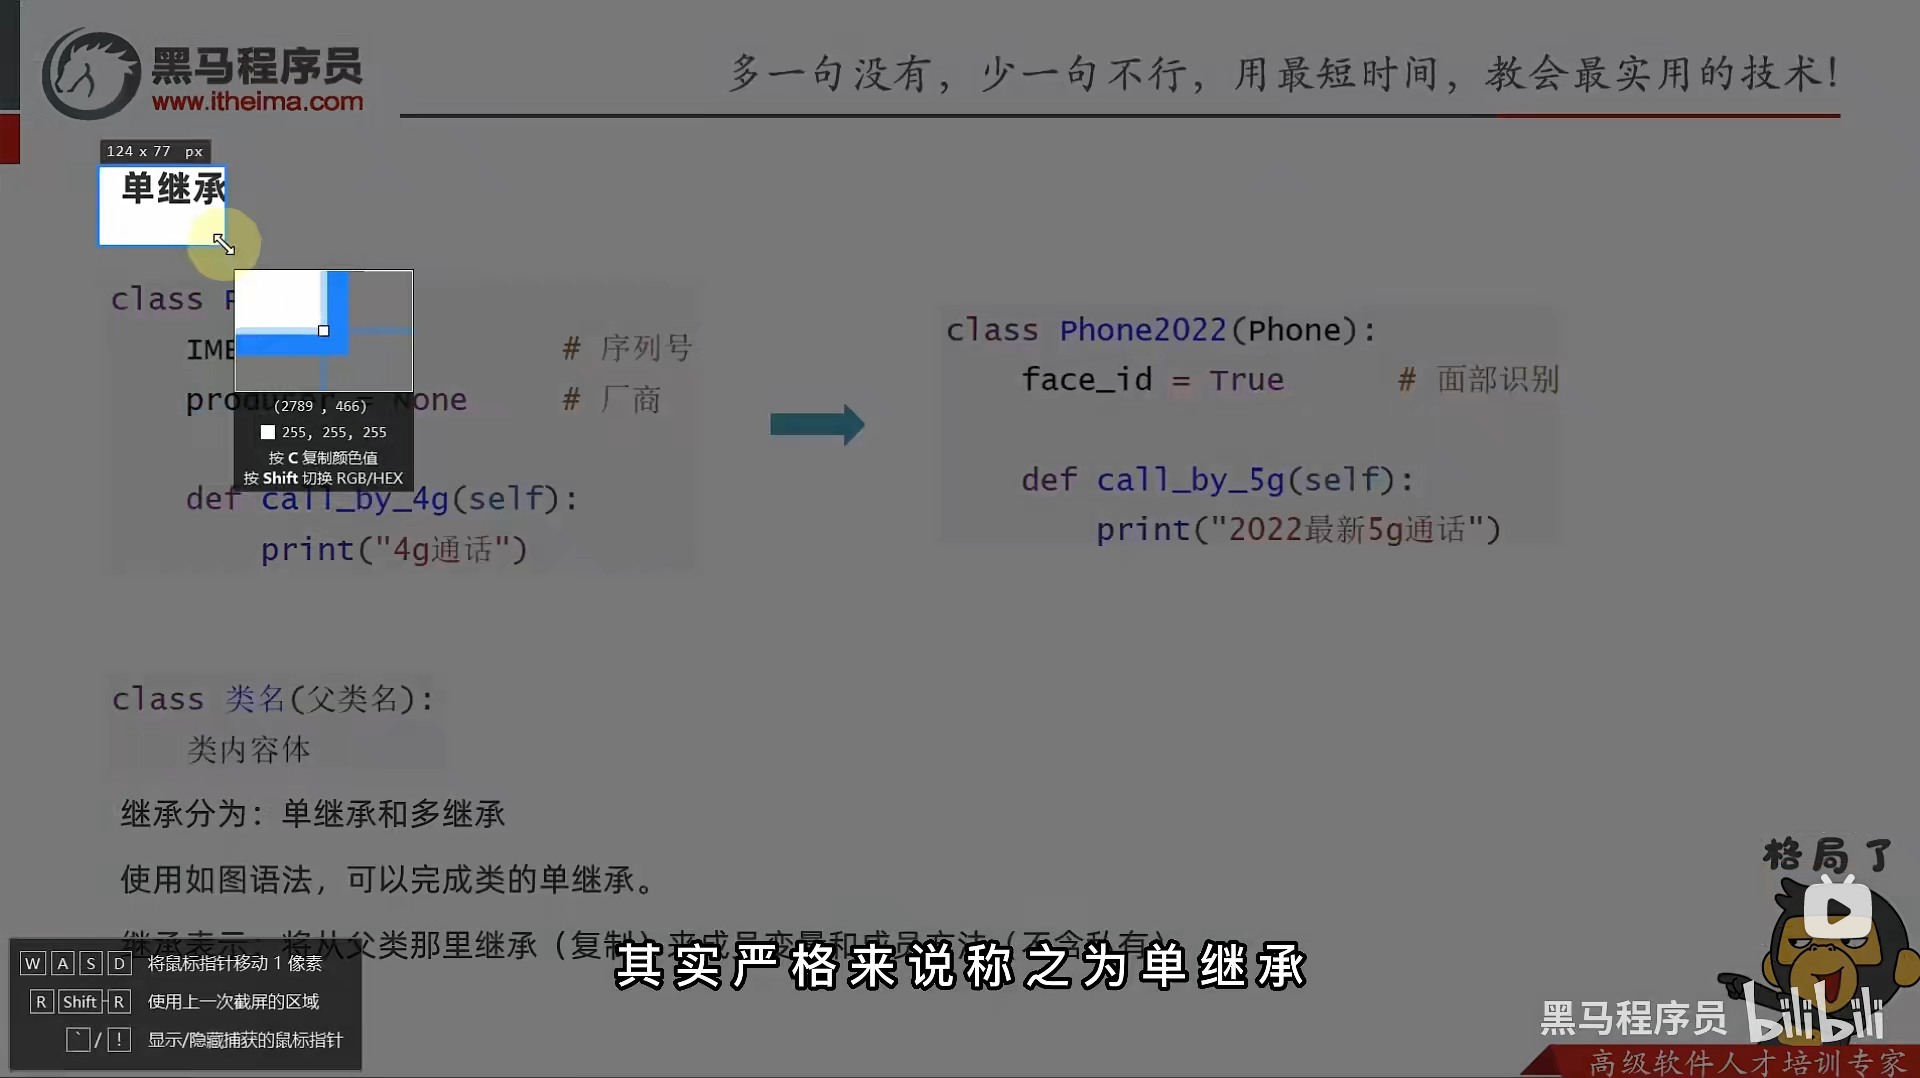 黑马程序员
www.itheima.com
多一句没有，少一句不行，用最短时间，教会最实用的技术！
124 x 77 px
单继承
class P
IME # 序列号
producer = None # 厂商
def call_by_4g(self):
print("4g通话")
(2789 , 466)
255, 255, 255
按 C 复制颜色值
按 Shift 切换 RGB/HEX
class Phone2022(Phone):
face_id = True # 面部识别
def call_by_5g(self):
print("2022最新5g通话")
class 类名(父类名):
类内容体
继承分为：单继承和多继承
使用如图语法，可以完成类的单继承。
继承表示：将从父类那里继承（复制）来成员变量和成员方法（不含私有）
其实严格来说称之为单继承
W A S D 将鼠标指针移动 1 像素
R Shift-R 使用上一次截屏的区域
` / ! 显示/隐藏捕获的鼠标指针
格局了
黑马程序员 bilibili
高级软件人才培训专家